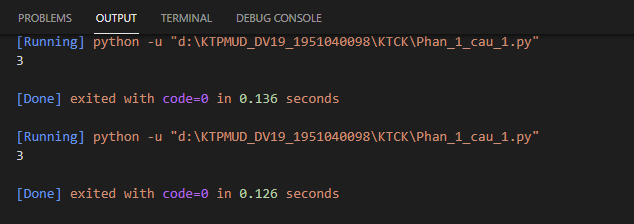 PROBLEMS OUTPUT TERMINAL DEBUG CONSOLE
[Running] python -u "d:\KTPMUD_DV19_1951040098\KTCK\Phan_1_cau_1.py"
3
[Done] exited with code=0 in 0.136 seconds
[Running] python -u "d:\KTPMUD_DV19_1951040098\KTCK\Phan_1_cau_1.py"
3
[Done] exited with code=0 in 0.126 seconds